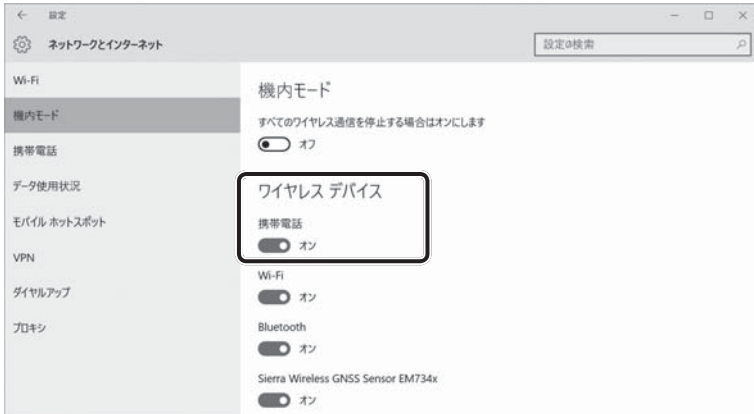 設定
ネットワークとインターネット
設定の検索
Wi-Fi
機内モード
携帯電話
データ使用状況
モバイル ホットスポット
VPN
ダイヤルアップ
プロキシ
機内モード
すべてのワイヤレス通信を停止する場合はオンにします
オフ
ワイヤレス デバイス
携帯電話
オン
Wi-Fi
オン
Bluetooth
オン
Sierra Wireless GNSS Sensor EM734x
オン